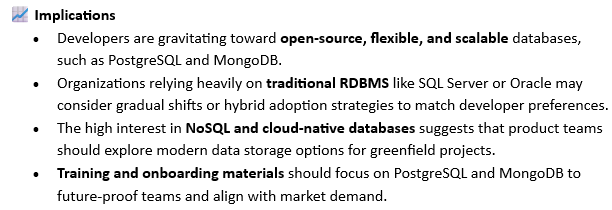 📈 Implications
• Developers are gravitating toward open-source, flexible, and scalable databases,
such as PostgreSQL and MongoDB.
• Organizations relying heavily on traditional RDBMS like SQL Server or Oracle may
consider gradual shifts or hybrid adoption strategies to match developer preferences.
• The high interest in NoSQL and cloud-native databases suggests that product teams
should explore modern data storage options for greenfield projects.
• Training and onboarding materials should focus on PostgreSQL and MongoDB to
future-proof teams and align with market demand.